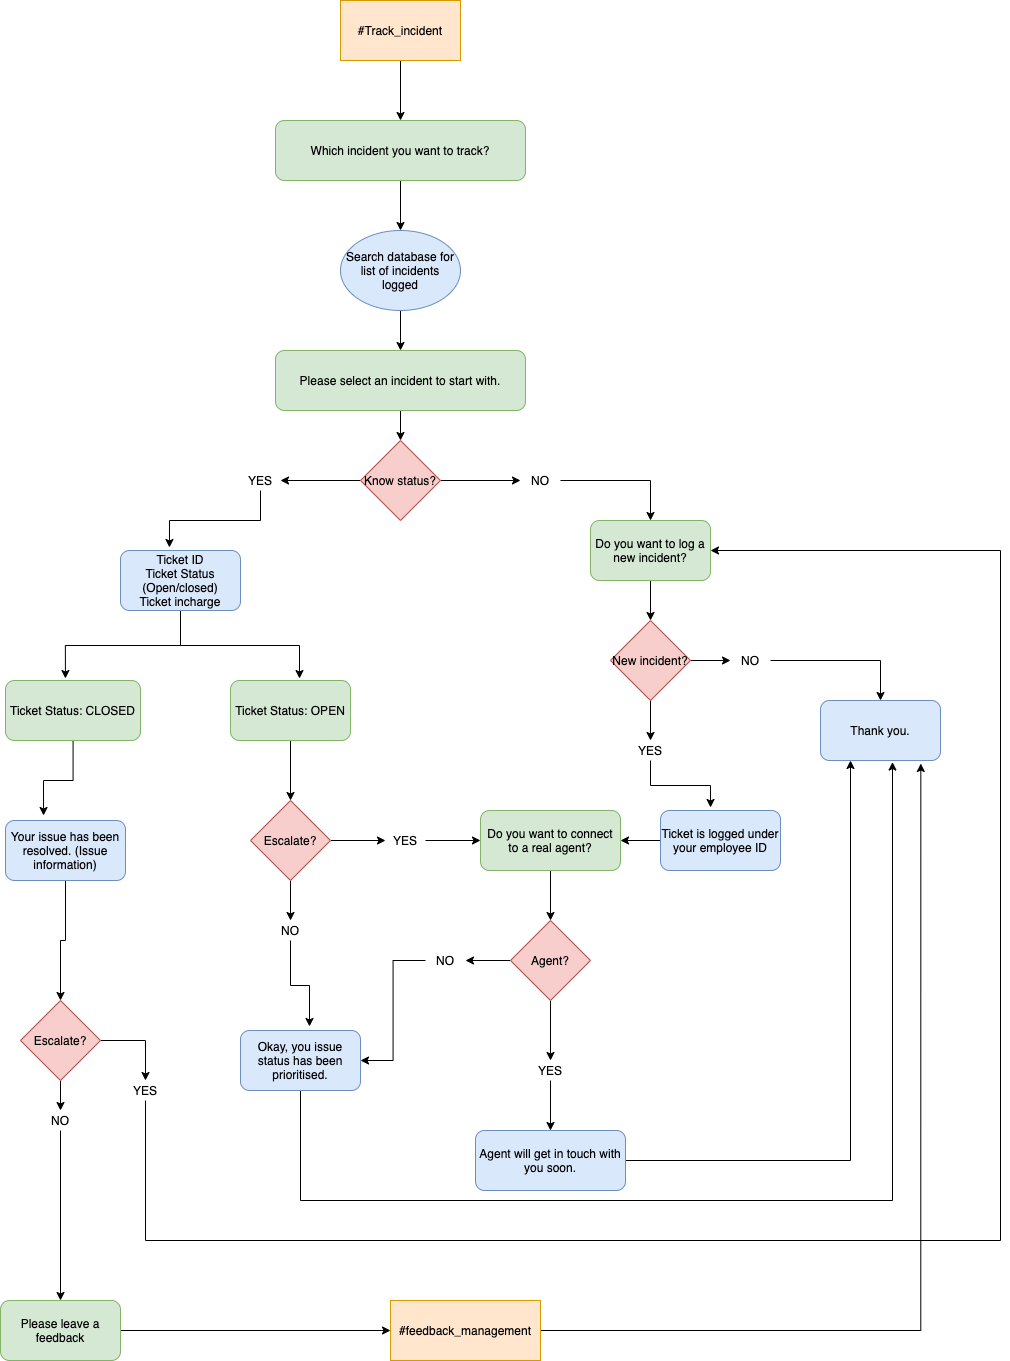 #Track_incident
Which incident you want to track?
Search database for
list of incidents
logged
Please select an incident to start with.
YES
Know status?
NO
Ticket ID
Ticket Status
(Open/closed)
Ticket incharge
Do you want to log a
new incident?
New incident?
NO
Ticket Status: CLOSED
Ticket Status: OPEN
Thank you.
YES
Your issue has been
resolved. (Issue
information)
Escalate?
YES
Do you want to connect
to a real agent?
Ticket is logged under
your employee ID
NO
NO
Agent?
Escalate?
Okay, you issue
status has been
prioritised.
YES
YES
NO
Agent will get in touch with
you soon.
Please leave a
feedback
#feedback_management